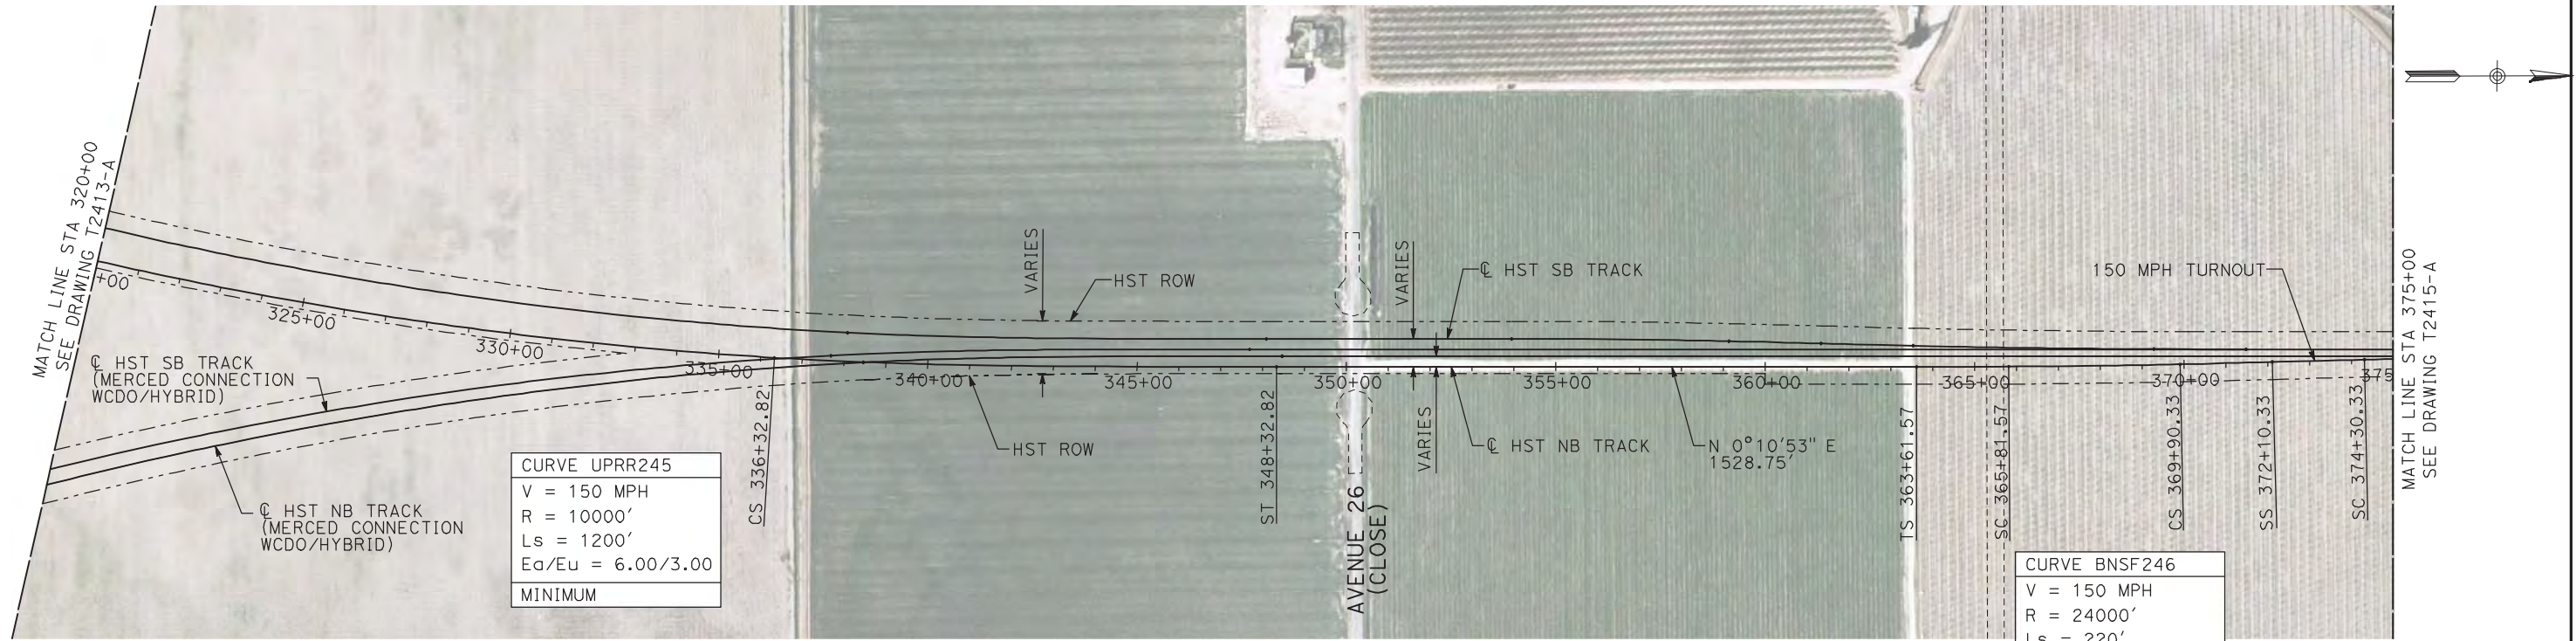 MATCH LINE STA 320+00
SEE DRAWING T2413-A
+00
325+00
330+00
335+00
340+00
345+00
350+00
355+00
360+00
365+00
370+00
375
℄ HST SB TRACK
(MERCED CONNECTION
WCDO/HYBRID)
℄ HST NB TRACK
(MERCED CONNECTION
WCDO/HYBRID)
CURVE UPRR245
V = 150 MPH
R = 10000'
Ls = 1200'
Ea/Eu = 6.00/3.00
MINIMUM
CS 336+32.82
VARIES
HST ROW
HST ROW
ST 348+32.82
AVENUE 26
(CLOSE)
VARIES
℄ HST SB TRACK
VARIES
℄ HST NB TRACK
N 0°10'53" E
1528.75'
TS 363+61.57
SC 365+81.57
CS 369+90.33
SS 372+10.33
SC 374+30.33
150 MPH TURNOUT
CURVE BNSF246
V = 150 MPH
R = 24000'
Ls = 220'
MATCH LINE STA 375+00
SEE DRAWING T2415-A